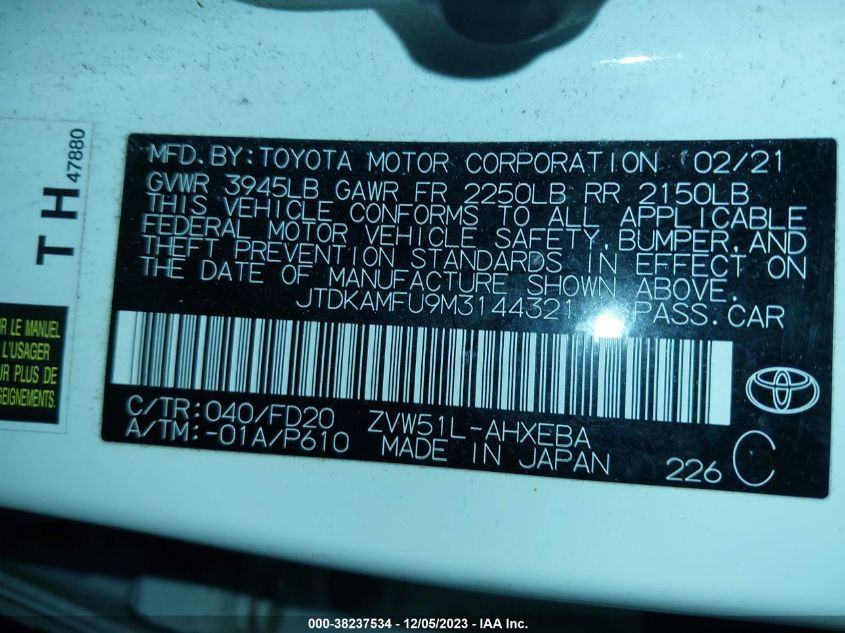 MFD. BY: TOYOTA MOTOR CORPORATION 02/21
GVWR 3945LB GAWR FR 2250LB RR 2150LB
THIS VEHICLE CONFORMS TO ALL APPLICABLE
FEDERAL MOTOR VEHICLE SAFETY, BUMPER, AND
THEFT PREVENTION STANDARDS IN EFFECT ON
THE DATE OF MANUFACTURE SHOWN ABOVE.
JTDKAMFU9M3144321 PASS. CAR
C/TR: 040/FD20 ZVW51L-AHXEBA
A/TM: -01A/P610 MADE IN JAPAN
226 C
TH
47880
LE MANUEL
L'USAGER
PLUS DE
000-38237534 - 12/05/2023 - IAA Inc.